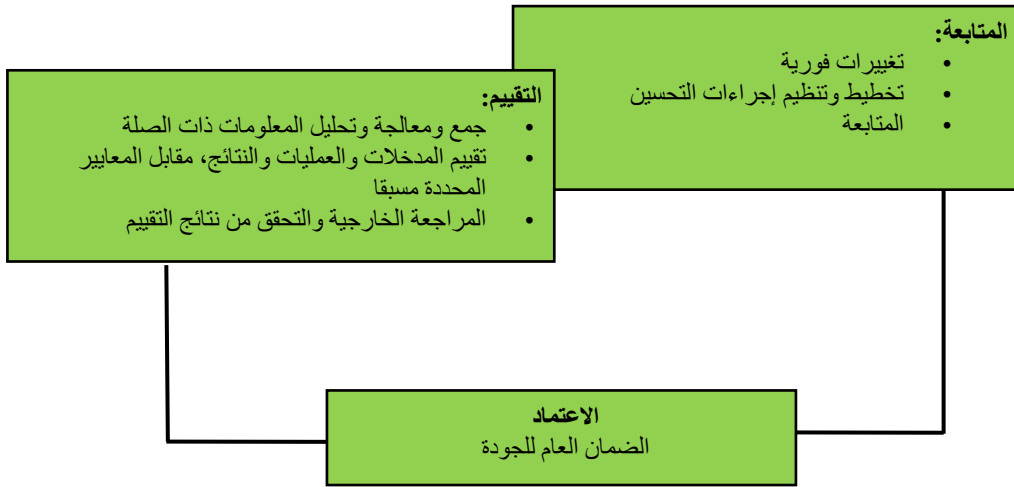 المتابعة:
• تغييرات فورية
• تخطيط وتنظيم إجراءات التحسين
• المتابعة
التقييم:
• جمع ومعالجة وتحليل المعلومات ذات الصلة
• تقييم المدخلات والعمليات والنتائج، مقابل المعايير
المحددة مسبقا
• المراجعة الخارجية والتحقق من نتائج التقييم
الاعتماد
الضمان العام للجودة